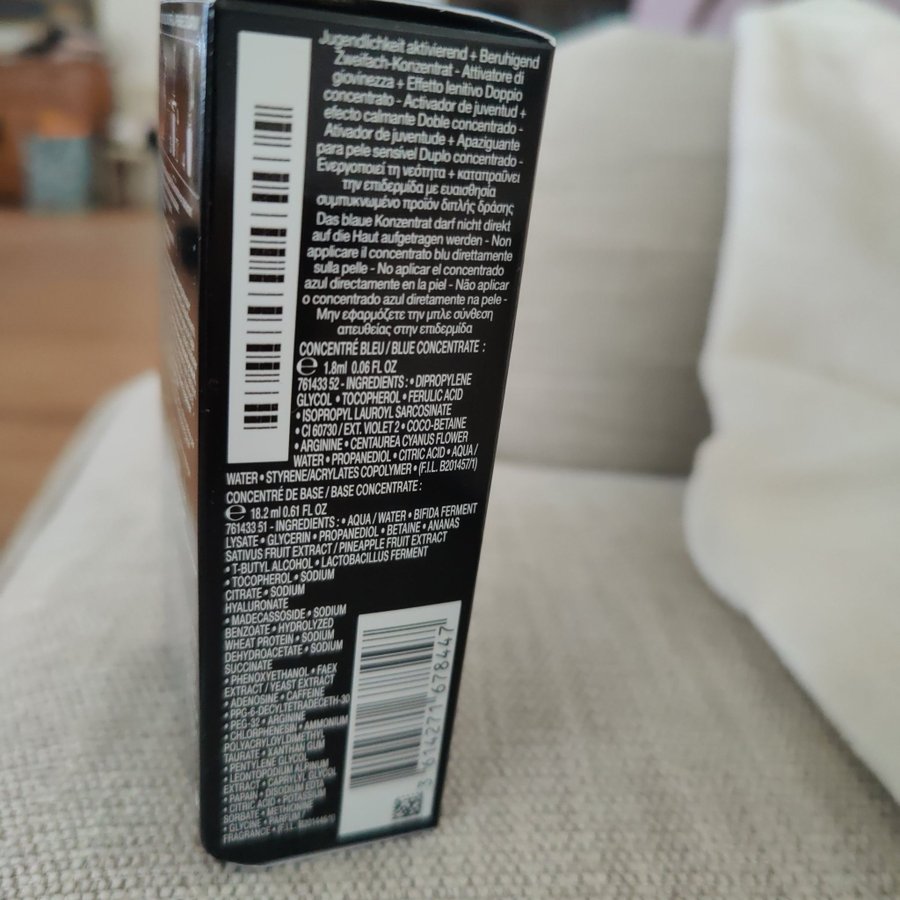 Jugendlichkeit aktivierend + Beruhigend
Zweifach-Konzentrat - Attivatore di
giovinezza + Effetto lenitivo Doppio
concentrato - Activador de juventud +
efecto calmante Doble concentrado -
Ativador de juventude + Apaziguante
para pele sensível Duplo concentrado -
Ενεργοποιεί τη νεότητα + καταπραΰνει
την επιδερμίδα με ευαισθησία
συμπυκνωμένο προϊόν διπλής δράσης
Das blaue Konzentrat darf nicht direkt
auf die Haut aufgetragen werden - Non
applicare il concentrato blu direttamente
sulla pelle - No aplicar el concentrado
azul directamente en la piel - Não aplicar
o concentrado azul diretamente na pele -
Μην εφαρμόζετε την μπλε σύνθεση
απευθείας στην επιδερμίδα
CONCENTRÉ BLEU / BLUE CONCENTRATE :
℮ 1.8ml 0.06 FL OZ
761433 52 - INGREDIENTS : • DIPROPYLENE
GLYCOL • TOCOPHEROL • FERULIC ACID
• ISOPROPYL LAUROYL SARCOSINATE
• CI 60730 / EXT. VIOLET 2 • COCO-BETAINE
• ARGININE • CENTAUREA CYANUS FLOWER
WATER • PROPANEDIOL • CITRIC ACID • AQUA /
WATER • STYRENE/ACRYLATES COPOLYMER • (F.I.L. B201457/1)
CONCENTRÉ DE BASE / BASE CONCENTRATE :
℮ 18.2 ml 0.61 FL OZ
761433 51 - INGREDIENTS : • AQUA / WATER • BIFIDA FERMENT
LYSATE • GLYCERIN • PROPANEDIOL • BETAINE • ANANAS
SATIVUS FRUIT EXTRACT / PINEAPPLE FRUIT EXTRACT
• T-BUTYL ALCOHOL • LACTOBACILLUS FERMENT
• TOCOPHEROL • SODIUM
CITRATE • SODIUM
HYALURONATE
• MADECASSOSIDE • SODIUM
BENZOATE • HYDROLYZED
WHEAT PROTEIN • SODIUM
DEHYDROACETATE • SODIUM
SUCCINATE
• PHENOXYETHANOL • FAEX
EXTRACT / YEAST EXTRACT
• ADENOSINE • CAFFEINE
• PPG-6-DECYLTETRADECETH-30
• PEG-32 • ARGININE
• CHLORPHENESIN • AMMONIUM
POLYACRYLOYLDIMETHYL
TAURATE • XANTHAN GUM
• PENTYLENE GLYCOL
• LEONTOPODIUM ALPINUM
EXTRACT • CAPRYLYL GLYCOL
• PAPAIN • DISODIUM EDTA
• CITRIC ACID • POTASSIUM
SORBATE • METHIONINE
• GLYCINE • PARFUM /
FRAGRANCE • (F.I.L. B201446/1)
3 614271 678447